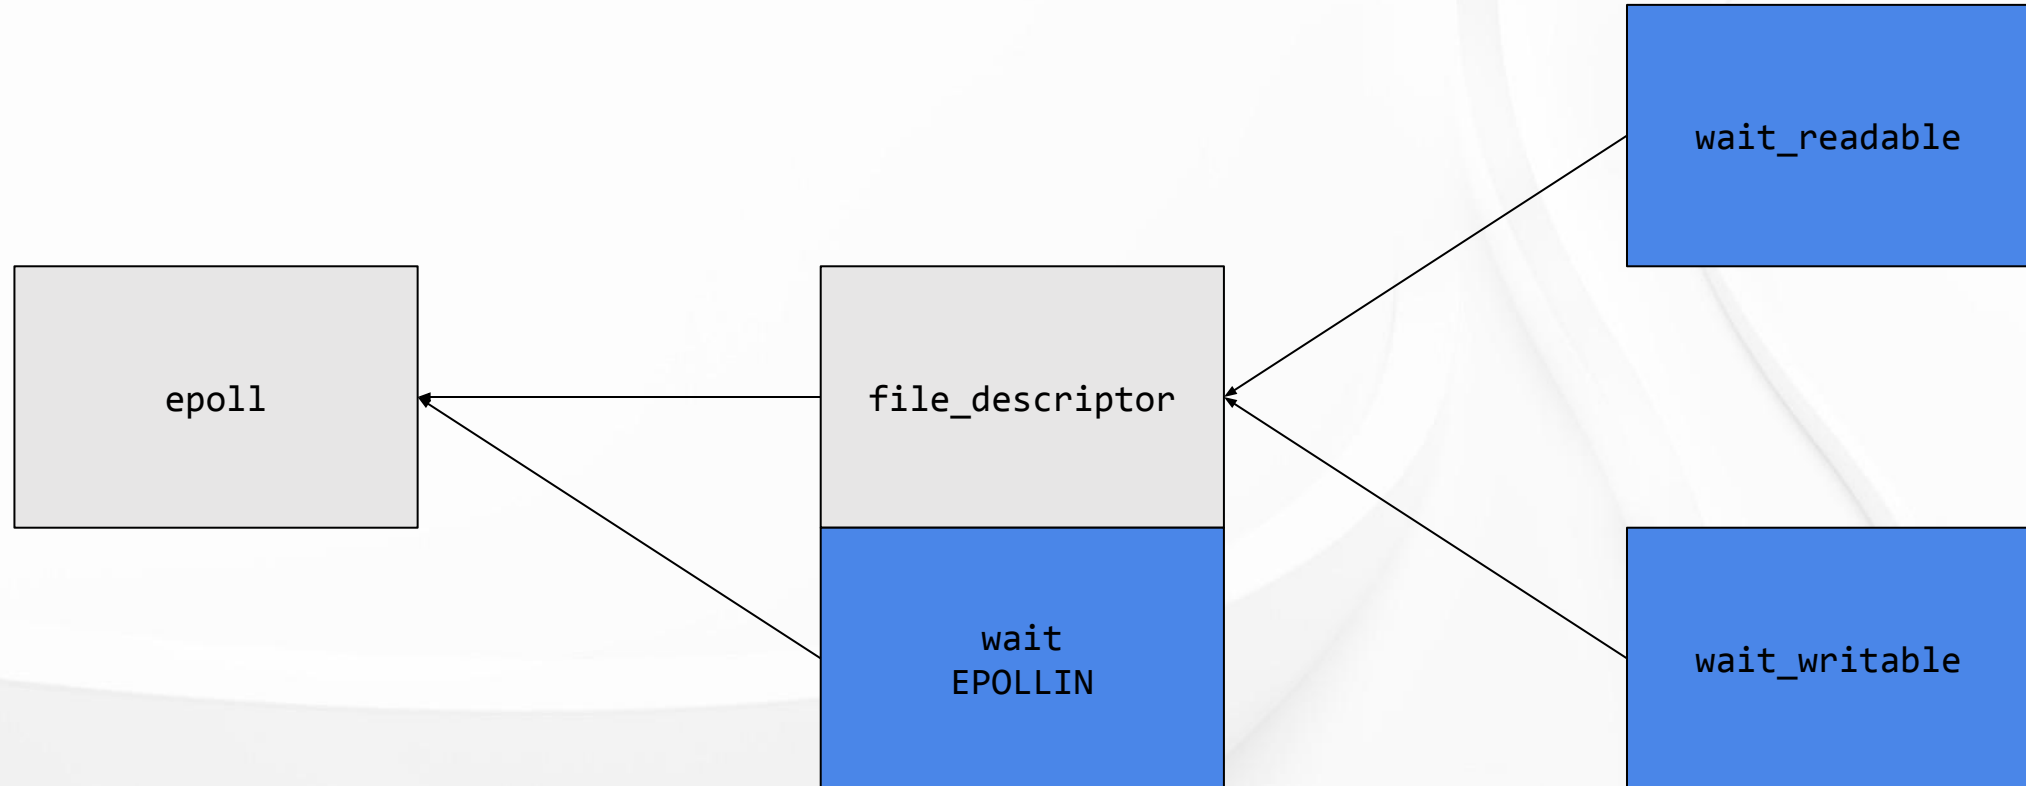 wait_readable
epoll
file_descriptor
wait
EPOLLIN
wait_writable